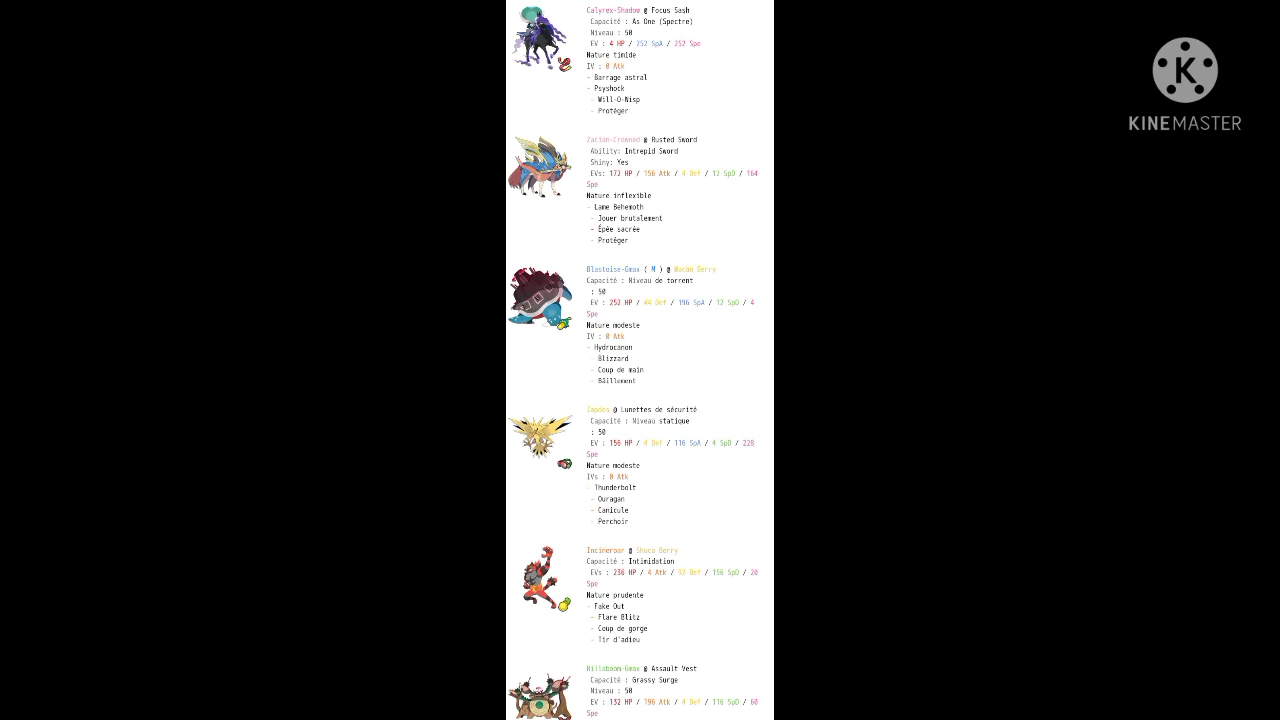 Calyrex-Shadow @ Focus Sash
Capacité : As One (Spectre)
Niveau : 50
EV : 4 HP / 252 SpA / 252 Spe
Nature timide
IV : 0 Atk
- Barrage astral
- Psyshock
- Will-O-Wisp
- Protéger
Zacian-Crowned @ Rusted Sword
Ability: Intrepid Sword
Shiny: Yes
EVs: 172 HP / 156 Atk / 4 Def / 12 SpD / 164
Spe
Nature inflexible
- Lame Behemoth
- Jouer brutalement
- Épée sacrée
- Protéger
Blastoise-Gmax ( M ) @ Wacan Berry
Capacité : Niveau de torrent
: 50
EV : 252 HP / 44 Def / 196 SpA / 12 SpD / 4
Spe
Nature modeste
IV : 0 Atk
- Hydrocanon
Blizzard
- Coup de main
- Bâillement
Zapdos @ Lunettes de sécurité
Capacité : Niveau statique
: 50
EV : 156 HP / 4 Def / 116 SpA / 4 SpD / 228
Spe
Nature modeste
IVs : 0 Atk
Thunderbolt
- Ouragan
- Canicule
- Perchoir
Incineroar @ Shuca Berry
Capacité : Intimidation
EVs : 236 HP / 4 Atk / 92 Def / 156 SpD / 20
Spe
Nature prudente
- Fake Out
- Flare Blitz
- Coup de gorge
- Tir d'adieu
Rillaboom-Gmax @ Assault Vest
Capacité : Grassy Surge
Niveau : 50
EV : 132 HP / 196 Atk / 4 Def / 116 SpD / 60
Spe
K
KINEMASTER